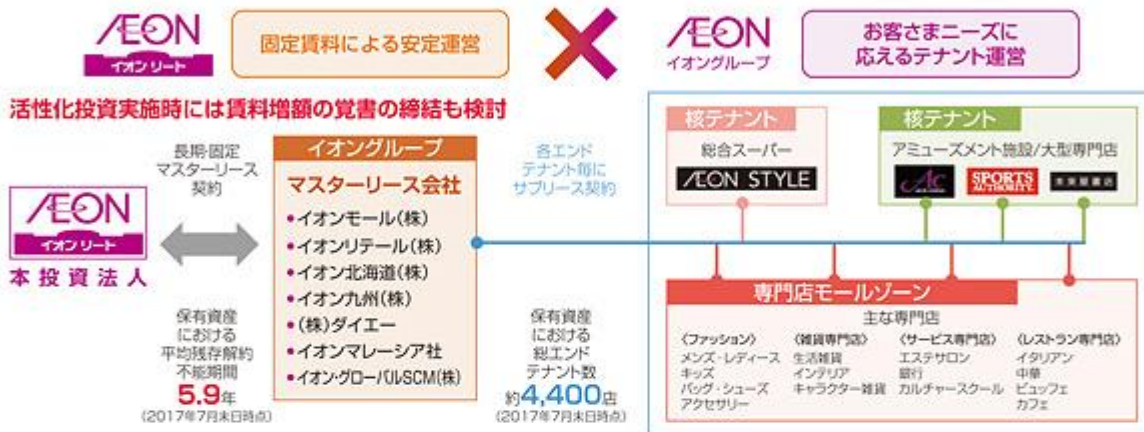 ÆON
イオンリート
固定賃料による安定運営
ÆON
イオングループ
お客さまニーズに
応えるテナント運営
活性化投資実施時には賃料増額の覚書の締結も検討
ÆON
イオンリート
本投資法人
長期・固定
マスターリース
契約
保有資産
における
平均残存解約
不能期間
5.9年
(2017年7月末日時点)
イオングループ
マスターリース会社
•イオンモール(株)
•イオンリテール(株)
•イオン北海道(株)
•イオン九州(株)
•(株)ダイエー
•イオンマレーシア社
•イオン・グローバルSCM(株)
各エンド
テナント毎に
サブリース契約
保有資産
における
総エンド
テナント数
約4,400店
(2017年7月末日時点)
核テナント
総合スーパー
ÆON STYLE
核テナント
アミューズメント施設/大型専門店
SPORTS
AUTHORITY
未来屋書店
専門店モールゾーン
主な専門店
〈ファッション〉
メンズ・レディース
キッズ
バッグ・シューズ
アクセサリー
〈雑貨専門店〉
生活雑貨
インテリア
キャラクター雑貨
〈サービス専門店〉
エステサロン
銀行
カルチャースクール
〈レストラン専門店〉
イタリアン
中華
ビュッフェ
カフェ